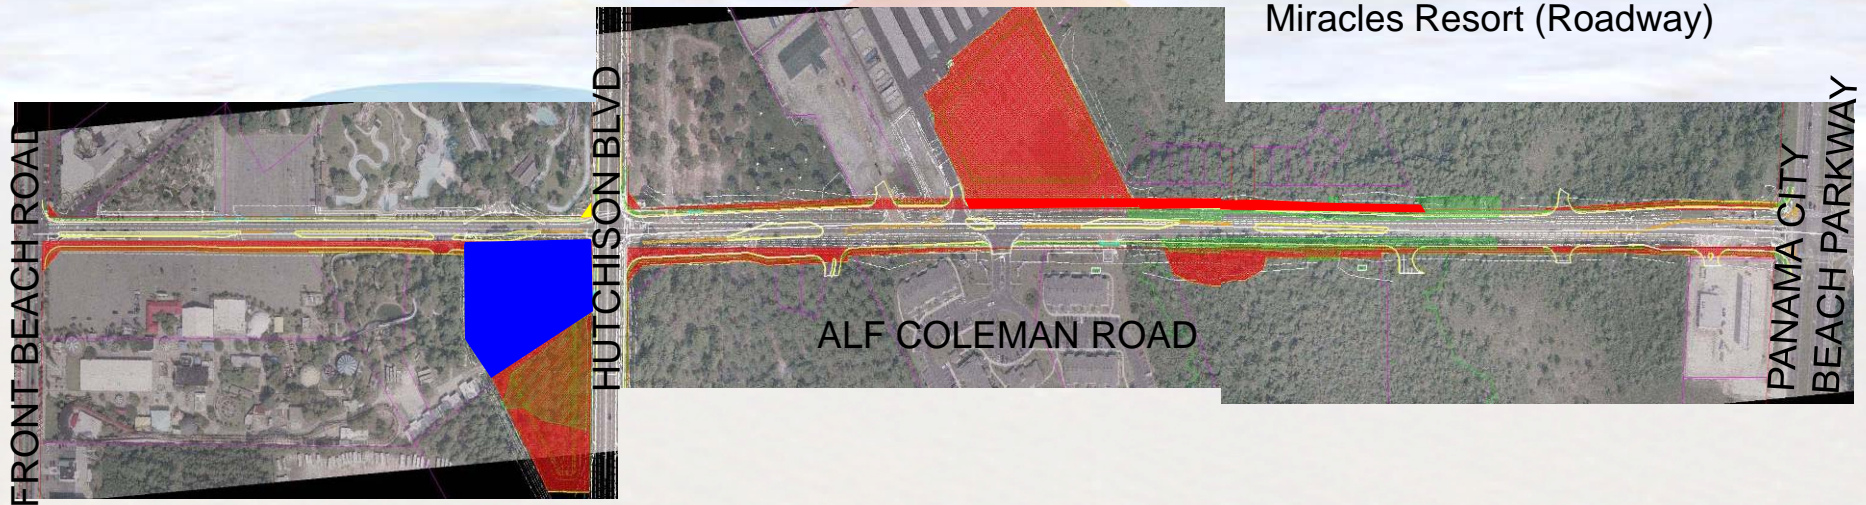 Miracles Resort (Roadway)
FRONT BEACH ROAD
HUTCHISON BLVD
ALF COLEMAN ROAD
PANAMA CITY
BEACH PARKWAY